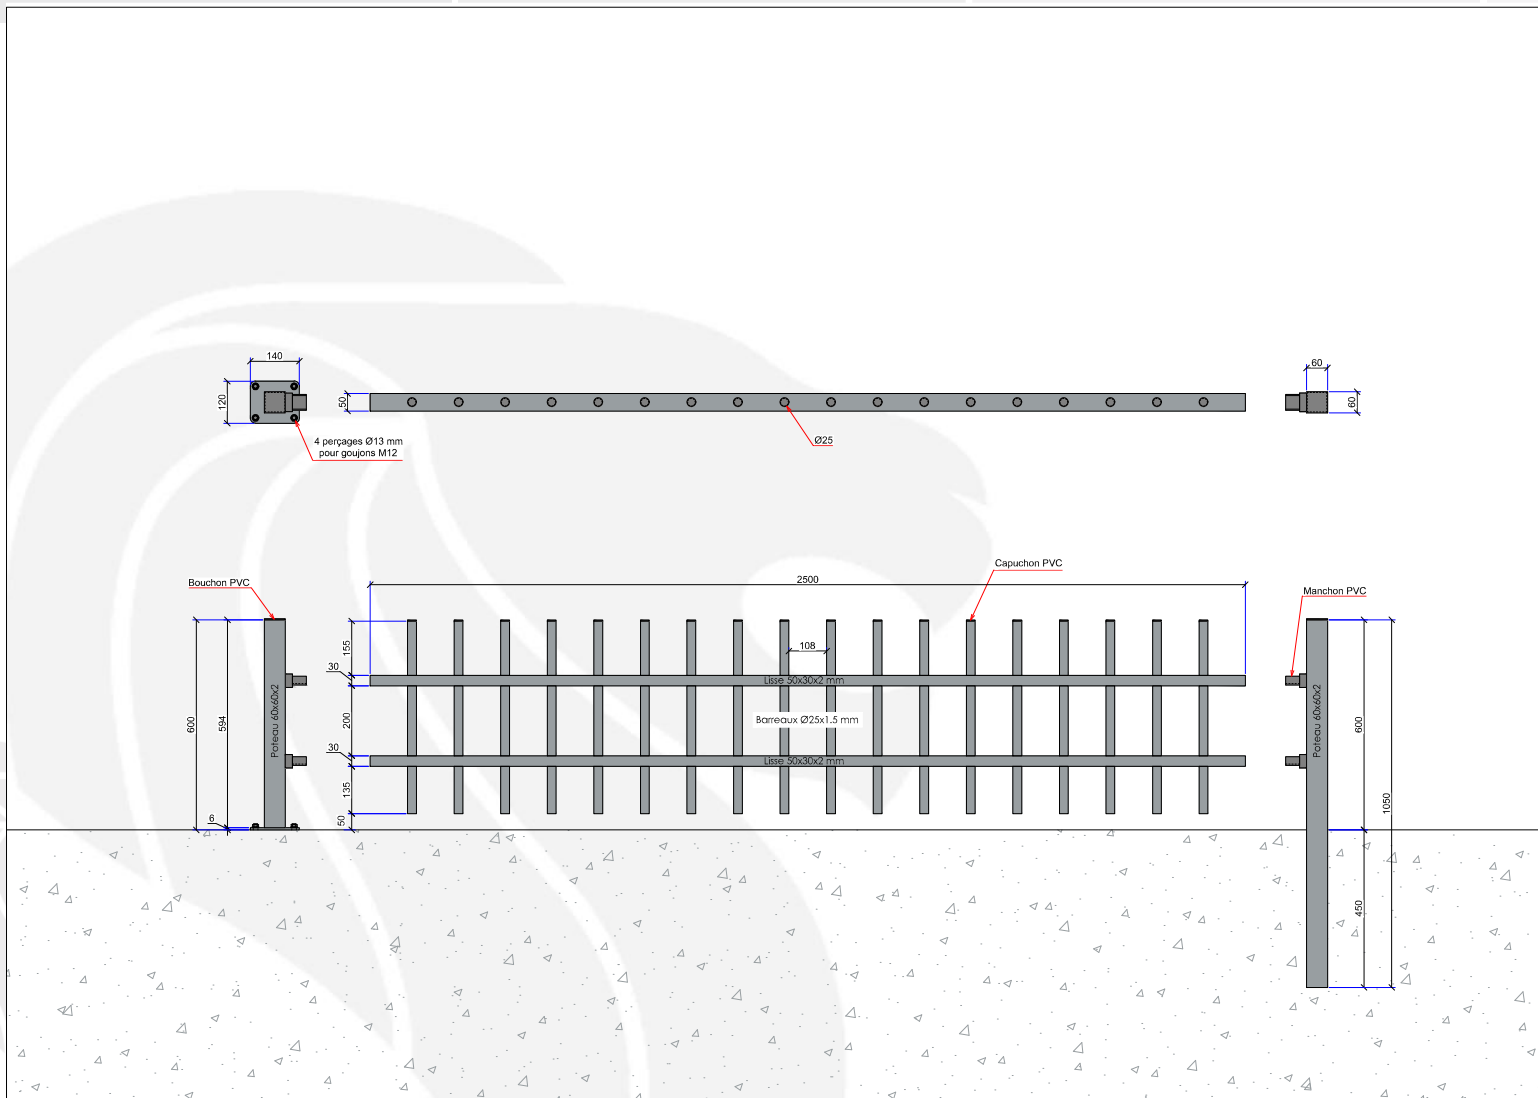 140
120
4 perçages Ø13 mm
pour goujons M12
50
Ø25
60
60
Bouchon PVC
2500
Capuchon PVC
Manchon PVC
600
594
6
Poteau 60x60x2
155
30
200
30
135
50
108
Lisse 50x30x2 mm
Barreaux Ø25x1.5 mm
Lisse 50x30x2 mm
Poteau 60x60x2
600
1050
450